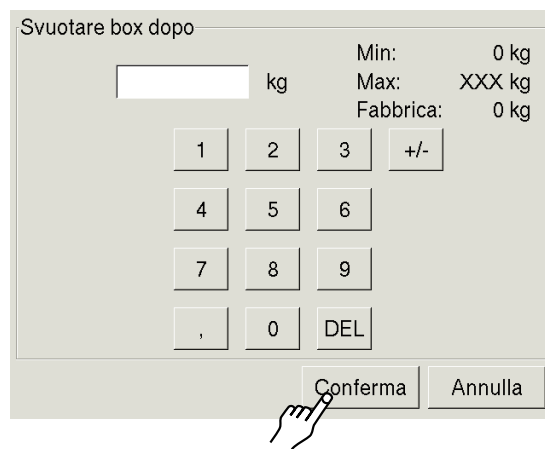 Svuotare box dopo
Min: 0 kg
kg Max: XXX kg
Fabbrica: 0 kg
1 2 3 +/-
4 5 6
7 8 9
, 0 DEL
Conferma Annulla